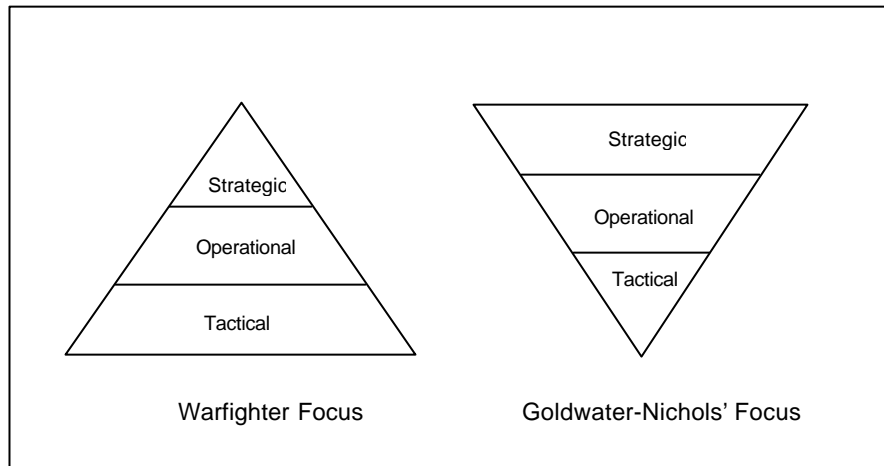 Strategic
Operational
Tactical
Warfighter Focus
Strategic
Operational
Tactical
Goldwater-Nichols’ Focus